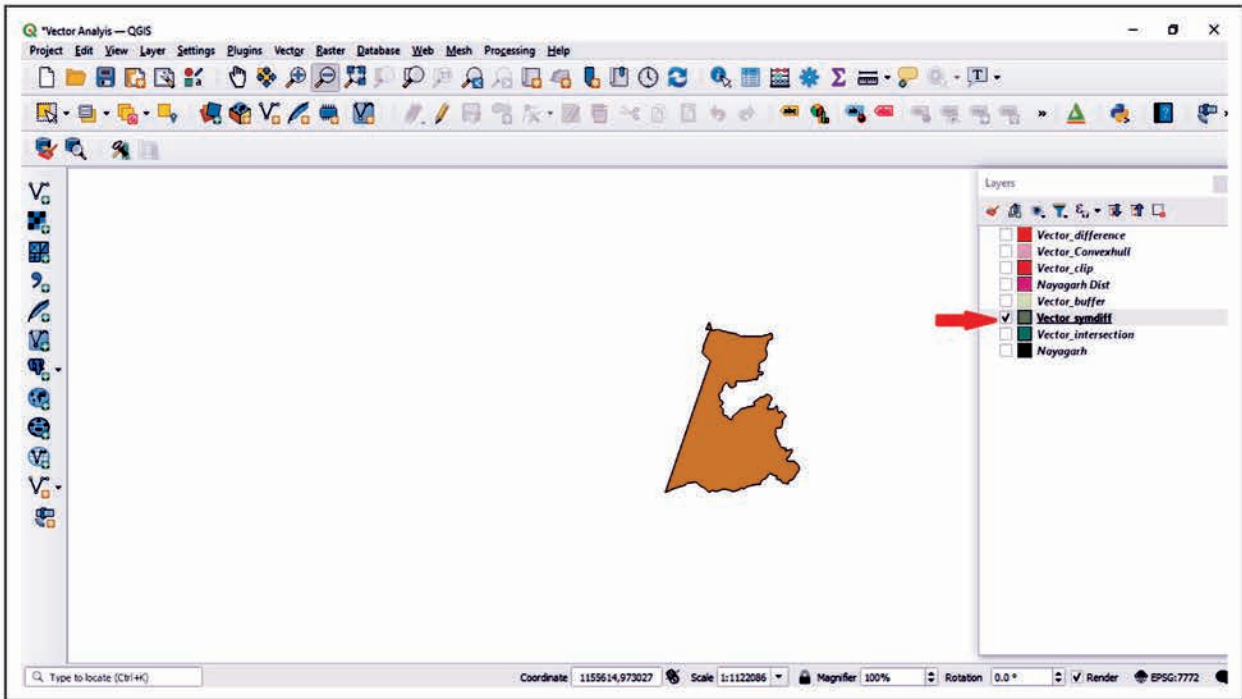 *Vector Analyis — QGIS
Project Edit View Layer Settings Plugins Vector Raster Database Web Mesh Processing Help
Layers
Vector_difference
Vector_Convexhull
Vector_clip
Nayagarh Dist
Vector_buffer
Vector_symdiff
Vector_intersection
Nayagarh
Type to locate (Ctrl+K) Coordinate 1155614,973027 Scale 1:1122086 Magnifier 100% Rotation 0.0 ° Render EPSG:7772